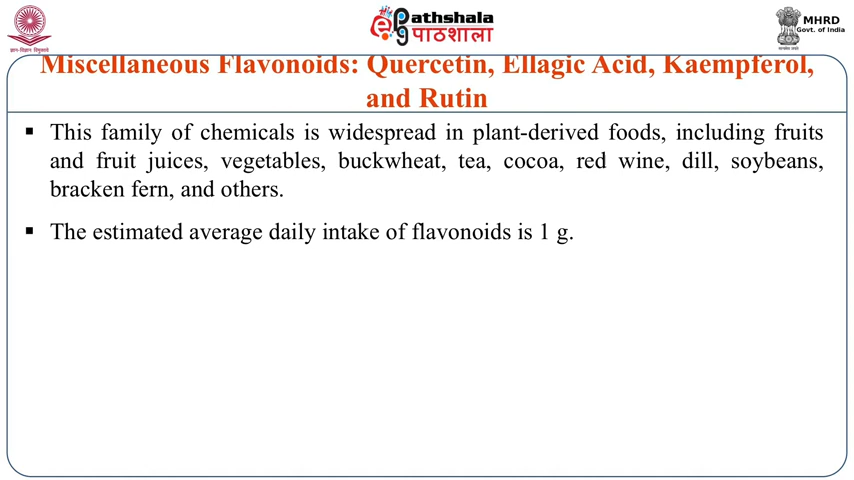 ज्ञान-विज्ञान विमुक्तये
ePathshala
पाठशाला
MHRD
Govt. of India
Miscellaneous Flavonoids: Quercetin, Ellagic Acid, Kaempferol,
and Rutin
▪ This family of chemicals is widespread in plant-derived foods, including fruits
and fruit juices, vegetables, buckwheat, tea, cocoa, red wine, dill, soybeans,
bracken fern, and others.
▪ The estimated average daily intake of flavonoids is 1 g.